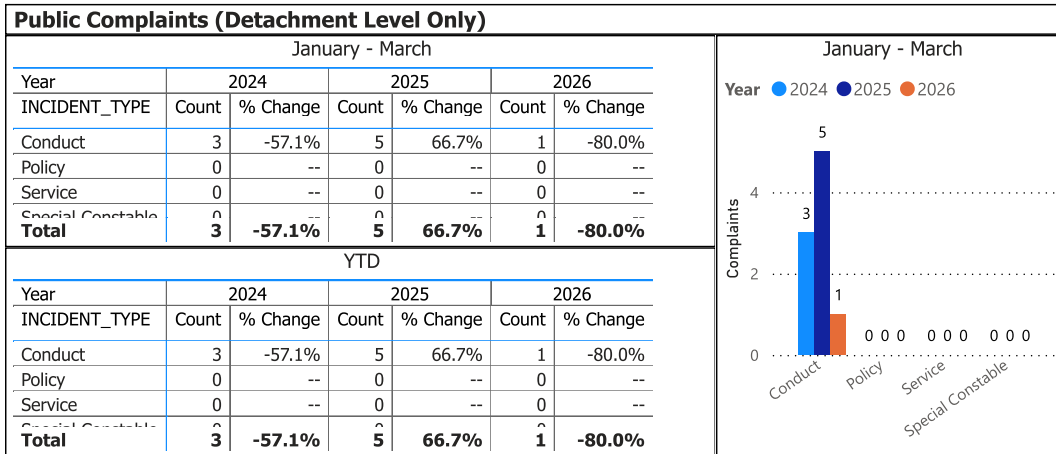 Public Complaints (Detachment Level Only)
January - March
Year 2024 2025 2026
INCIDENT_TYPE Count % Change Count % Change Count % Change
Conduct 3 -57.1% 5 66.7% 1 -80.0%
Policy 0 -- 0 -- 0 --
Service 0 -- 0 -- 0 --
Special Constable 0 -- 0 -- 0 --
Total 3 -57.1% 5 66.7% 1 -80.0%
YTD
Year 2024 2025 2026
INCIDENT_TYPE Count % Change Count % Change Count % Change
Conduct 3 -57.1% 5 66.7% 1 -80.0%
Policy 0 -- 0 -- 0 --
Service 0 -- 0 -- 0 --
Total 3 -57.1% 5 66.7% 1 -80.0%
January - March
Year 2024 2025 2026
Complaints
4
2
0
3
5
1
0 0 0
0 0 0
0 0 0
Conduct
Policy
Service
Special Constable